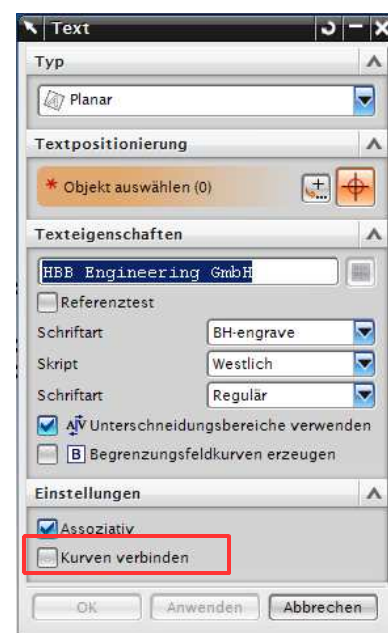 Text
Typ
Planar
Textpositionierung
* Objekt auswählen (0)
Texteigenschaften
HBB Engineering GmbH
Referenztest
Schriftart BH-engrave
Skript Westlich
Schriftart Regulär
AV Unterschneidungsbereiche verwenden
B Begrenzungsfeldkurven erzeugen
Einstellungen
Assoziativ
Kurven verbinden
OK Anwenden Abbrechen